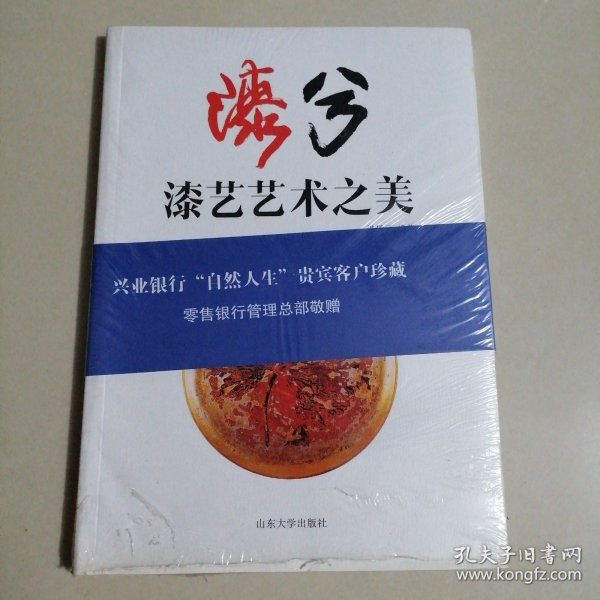 漆兮
漆艺艺术之美
兴业银行“自然人生”贵宾客户珍藏
零售银行管理总部敬赠
山东大学出版社
孔夫子旧书网
www.kongfz.com